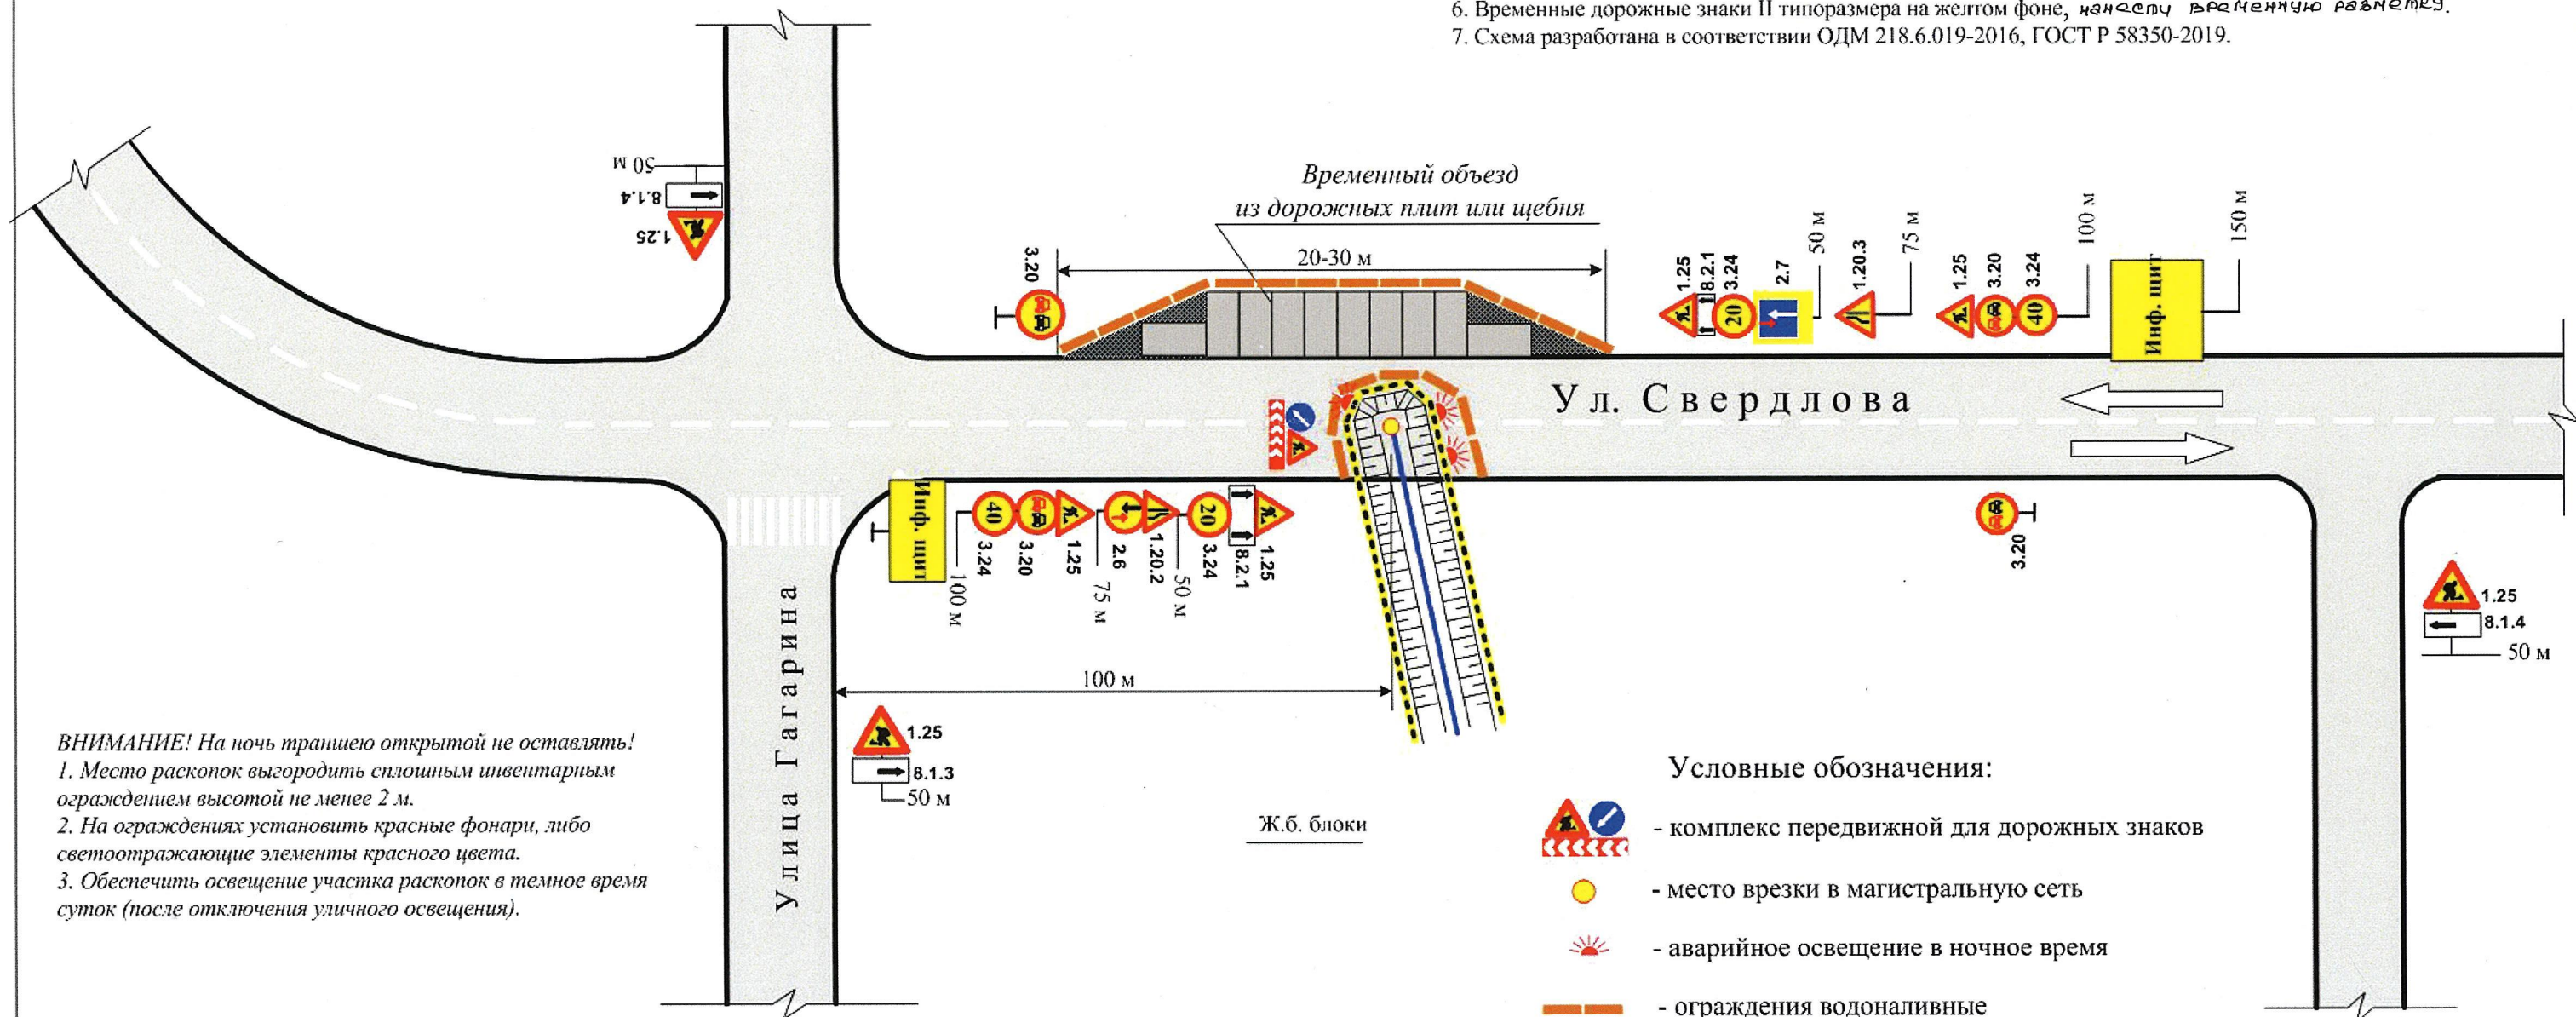 6. Временные дорожные знаки II типоразмера на желтом фоне, нанести временную разметку.
7. Схема разработана в соответствии ОДМ 218.6.019-2016, ГОСТ Р 58350-2019.
50 м
8.1.4
1.25
Временный объезд
из дорожных плит или щебня
20-30 м
3.20
1.25
8.2.1
3.24
2.7
50 м
1.20.3
75 м
1.25
3.20
3.24
100 м
150 м
20
40
Инф. щит
Ул. Свердлова
Инф. щит
40
20
100 м
3.24
3.20
1.25
75 м
2.6
1.20.2
50 м
3.24
8.2.1
1.25
3.20
1.25
8.1.4
50 м
100 м
Улица Гагарина
1.25
8.1.3
50 м
ВНИМАНИЕ! На ночь траншею открытой не оставлять!
1. Место раскопок выгородить сплошным инвентарным
ограждением высотой не менее 2 м.
2. На ограждениях установить красные фонари, либо
светоотражающие элементы красного цвета.
3. Обеспечить освещение участка раскопок в темное время
суток (после отключения уличного освещения).
Ж.б. блоки
Условные обозначения:
- комплекс передвижной для дорожных знаков
- место врезки в магистральную сеть
- аварийное освещение в ночное время
- ограждения водоналивные